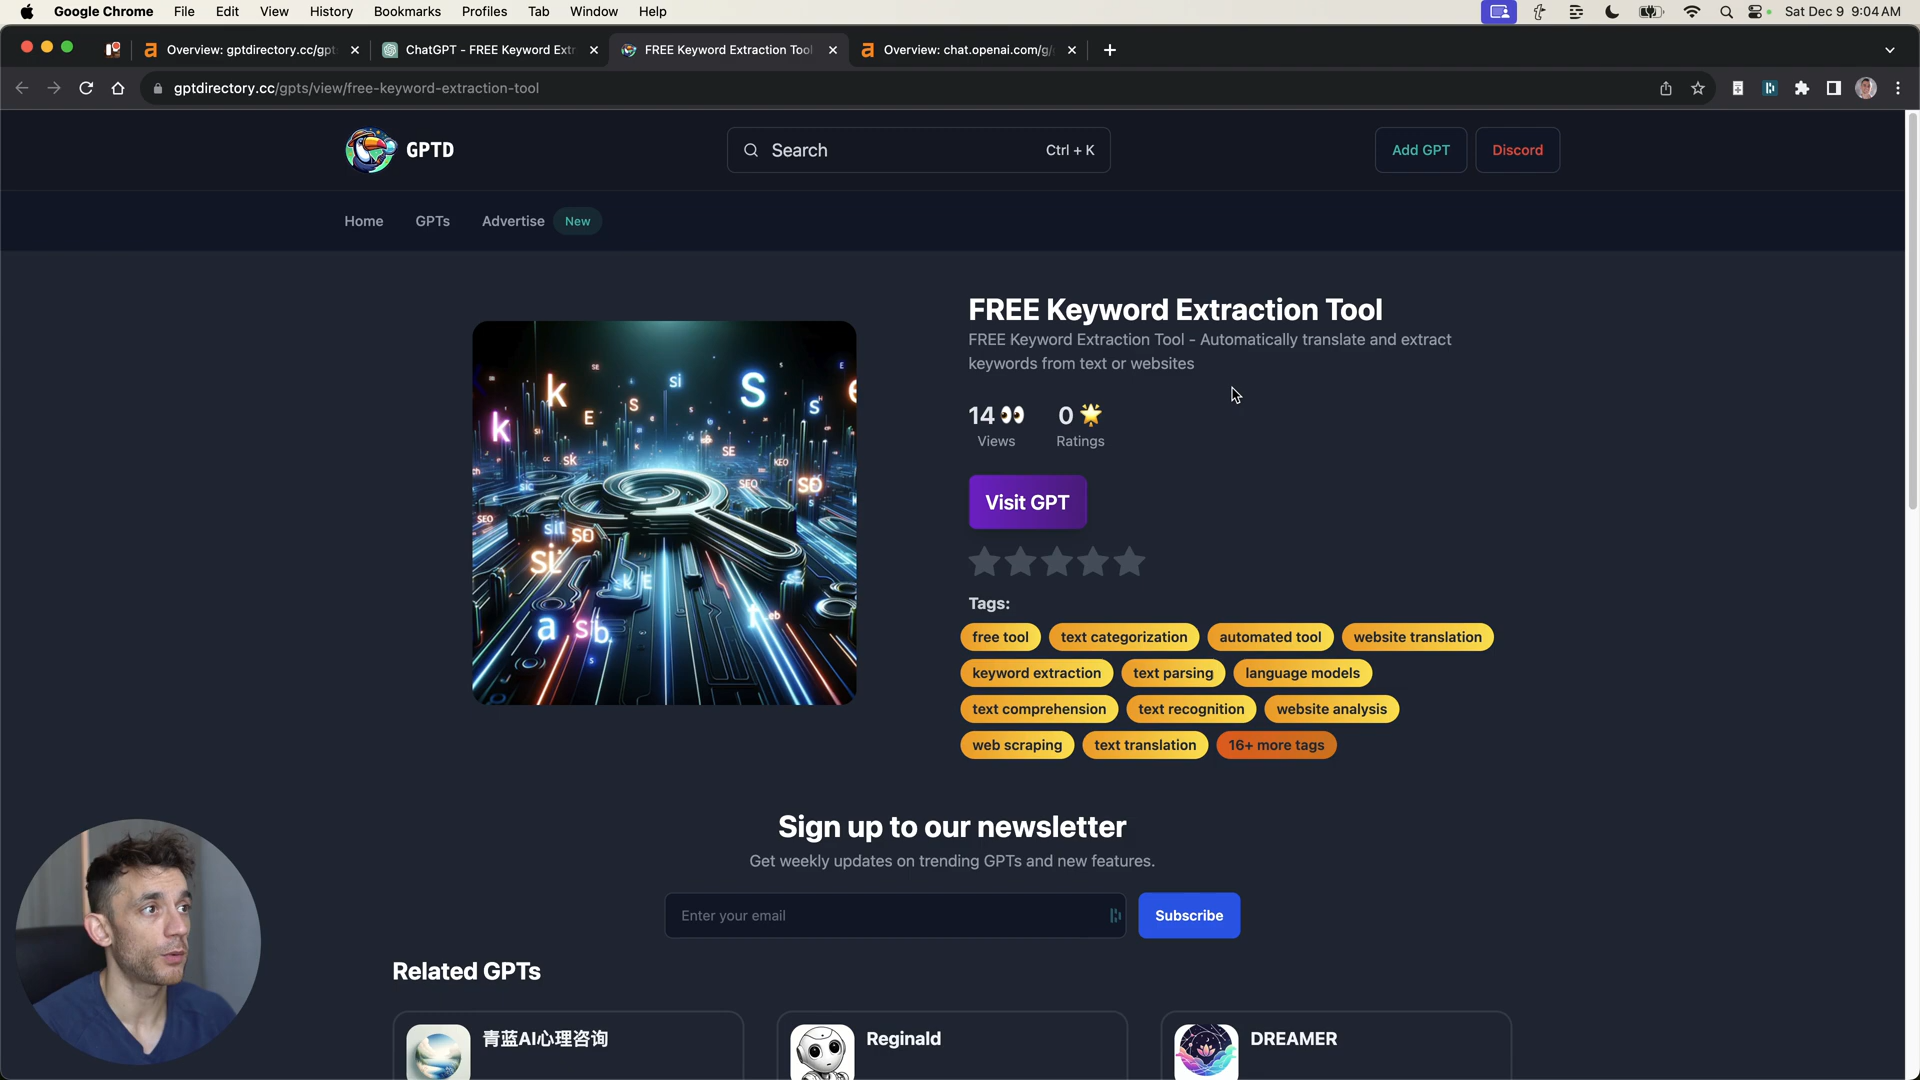 Google Chrome File Edit View History Bookmarks Profiles Tab Window Help Sat Dec 9 9:04 AM
Overview: gptdirectory.cc/gpt ChatGPT - FREE Keyword Extr FREE Keyword Extraction Tool Overview: chat.openai.com/g/
gptdirectory.cc/gpts/view/free-keyword-extraction-tool
GPTD Search Ctrl + K Add GPT Discord
Home GPTs Advertise New
FREE Keyword Extraction Tool
FREE Keyword Extraction Tool - Automatically translate and extract
keywords from text or websites
14 0
Views Ratings
Visit GPT
Tags:
free tool text categorization automated tool website translation
keyword extraction text parsing language models
text comprehension text recognition website analysis
web scraping text translation 16+ more tags
Sign up to our newsletter
Get weekly updates on trending GPTs and new features.
Enter your email Subscribe
Related GPTs
青蓝AI心理咨询 Reginald DREAMER